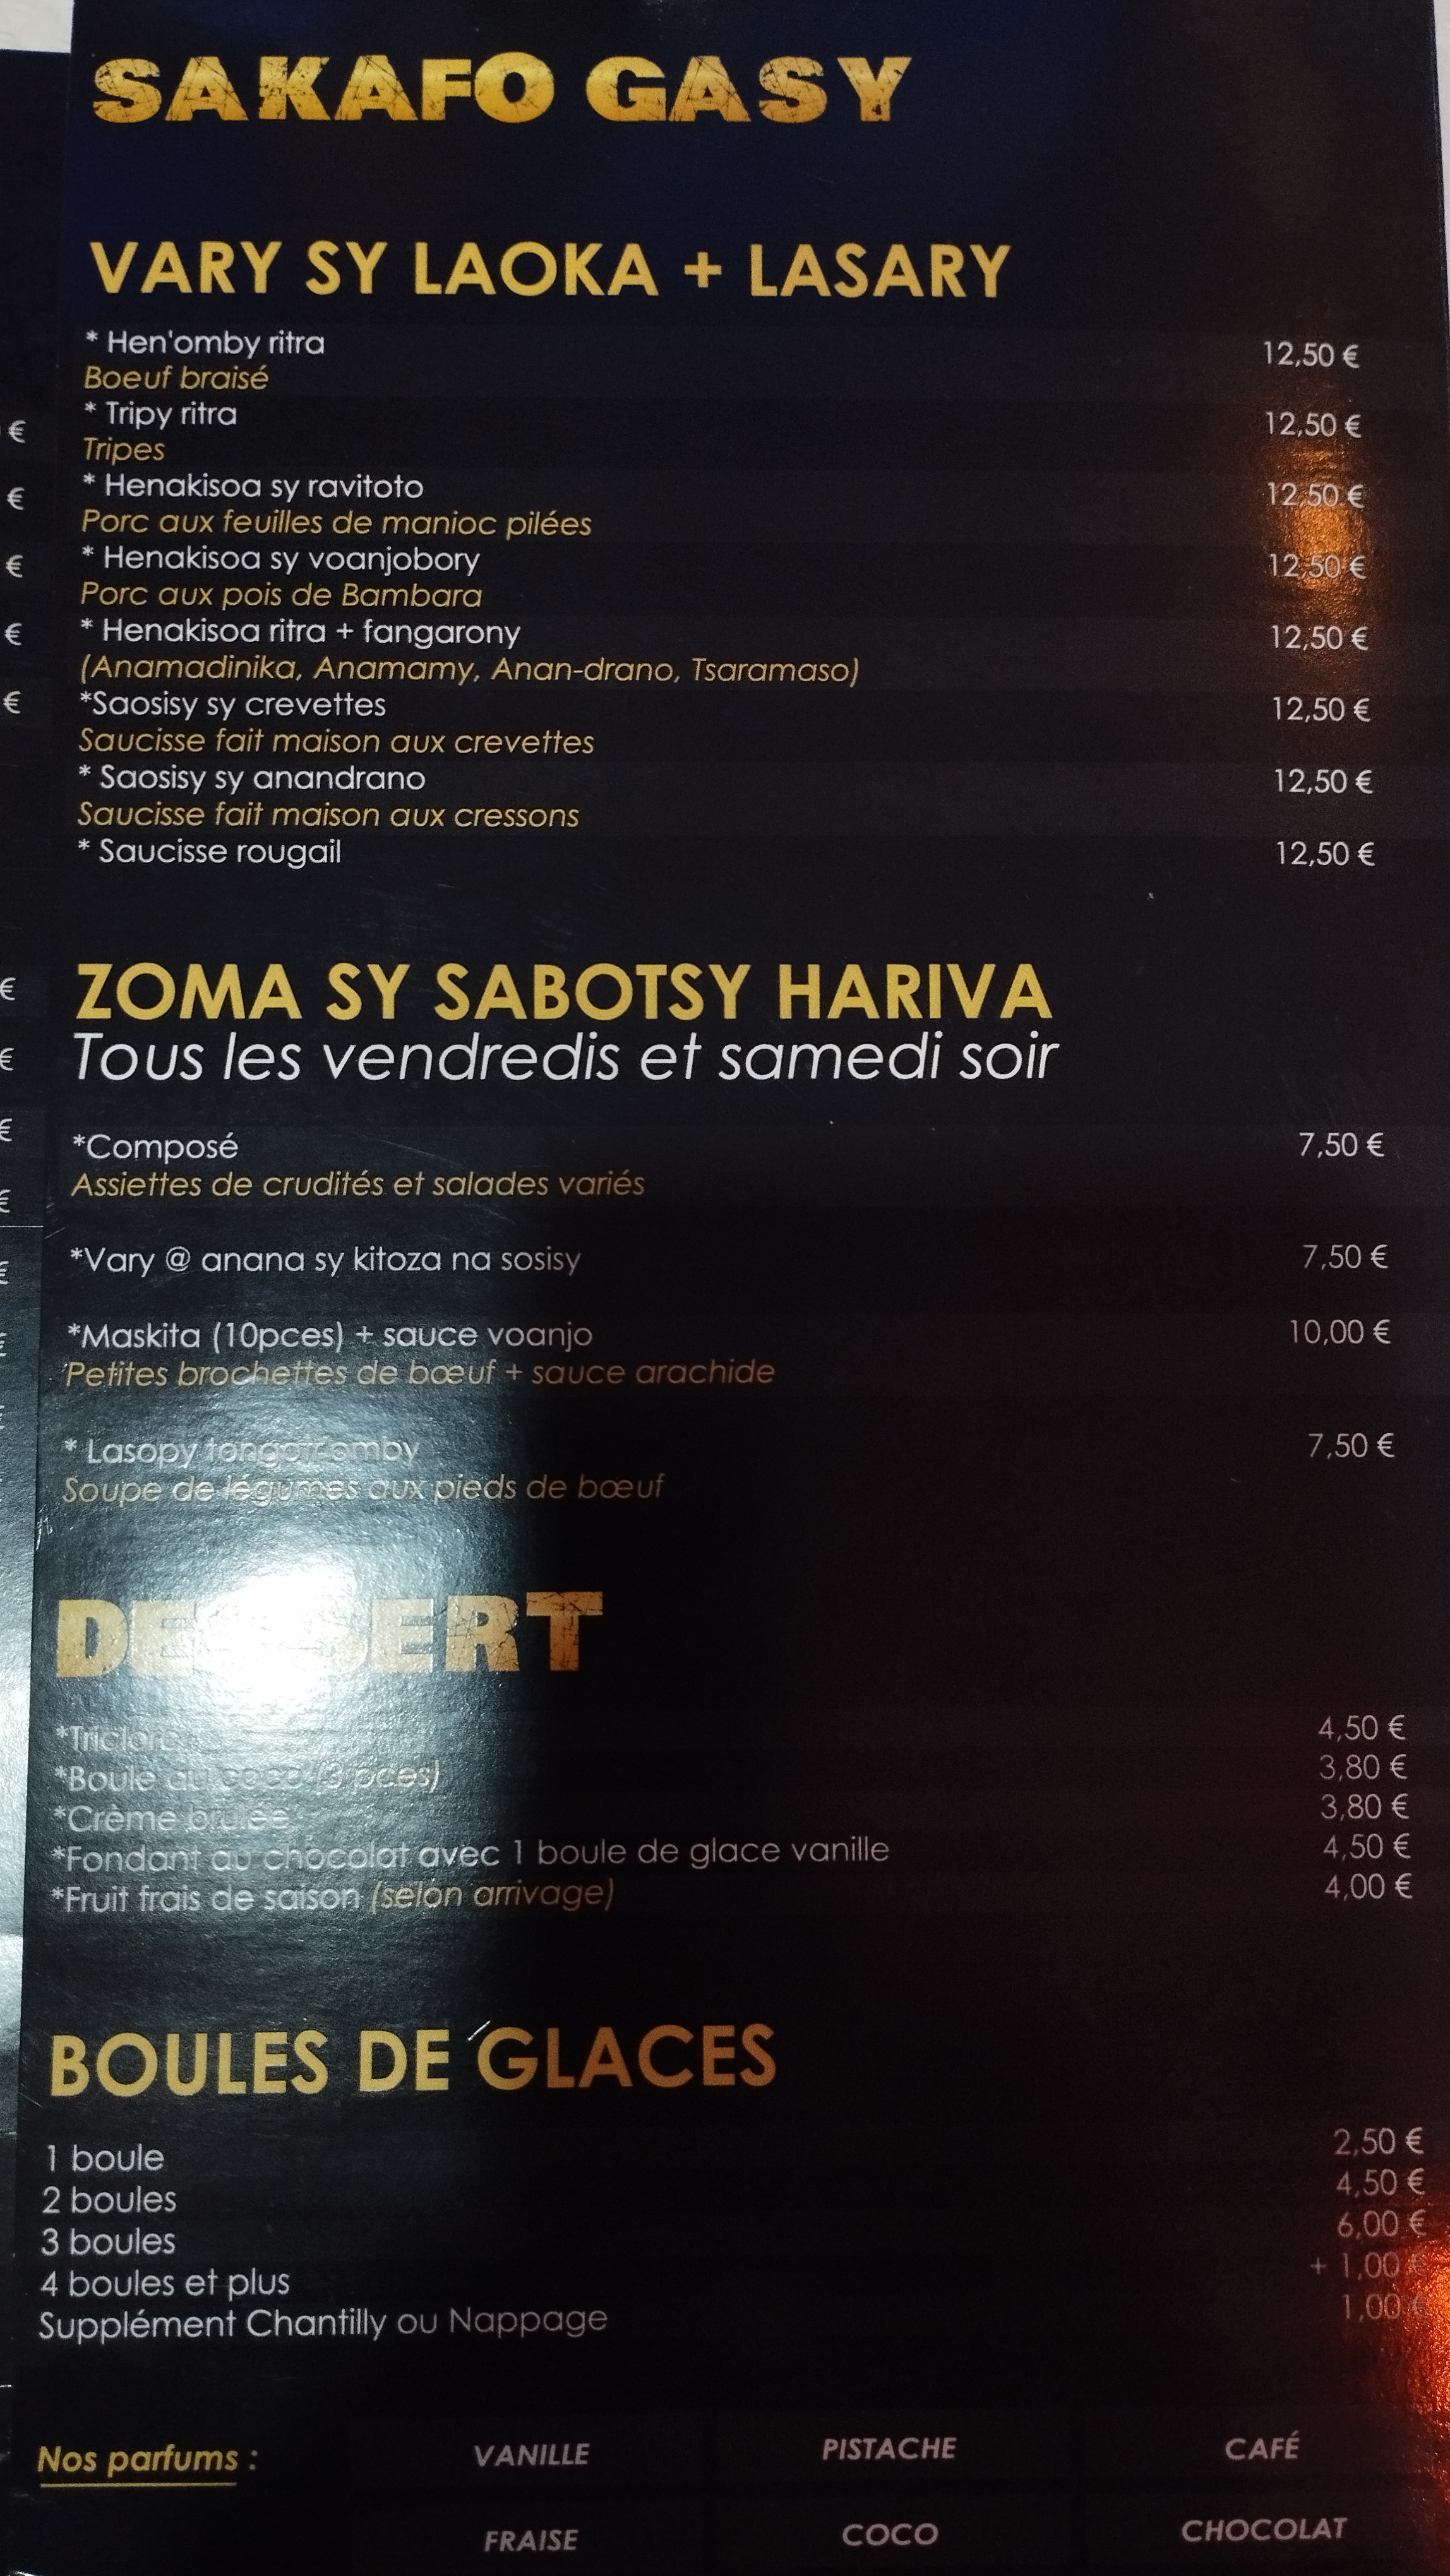 SAKAFO GASY
VARY SY LAOKA + LASARY
* Hen'omby ritra 12,50 €
Boeuf braisé
* Tripy ritra 12,50 €
Tripes
* Henakisoa sy ravitoto 12,50 €
Porc aux feuilles de manioc pilées
* Henakisoa sy voanjobory 12,50 €
Porc aux pois de Bambara
* Henakisoa ritra + fangarony 12,50 €
(Anamadinika, Anamamy, Anan-drano, Tsaramaso)
*Saosisy sy crevettes 12,50 €
Saucisse fait maison aux crevettes
* Saosisy sy anandrano 12,50 €
Saucisse fait maison aux cressons
* Saucisse rougail 12,50 €
ZOMA SY SABOTSY HARIVA
Tous les vendredis et samedi soir
*Composé 7,50 €
Assiettes de crudités et salades variés
*Vary @ anana sy kitoza na sosisy 7,50 €
*Maskita (10pces) + sauce voanjo 10,00 €
Petites brochettes de bœuf + sauce arachide
* Lasopy tongotr'omby 7,50 €
Soupe de légumes aux pieds de bœuf
DESSERT
4,50 €
*Boule au coco (3 pces) 3,80 €
*Crème brulée 3,80 €
*Fondant au chocolat avec 1 boule de glace vanille 4,50 €
*Fruit frais de saison (selon arrivage) 4,00 €
BOULES DE GLACES
1 boule 2,50 €
2 boules 4,50 €
3 boules 6,00 €
4 boules et plus + 1,00 €
Supplément Chantilly ou Nappage 1,00 €
Nos parfums : VANILLE PISTACHE CAFÉ
FRAISE COCO CHOCOLAT